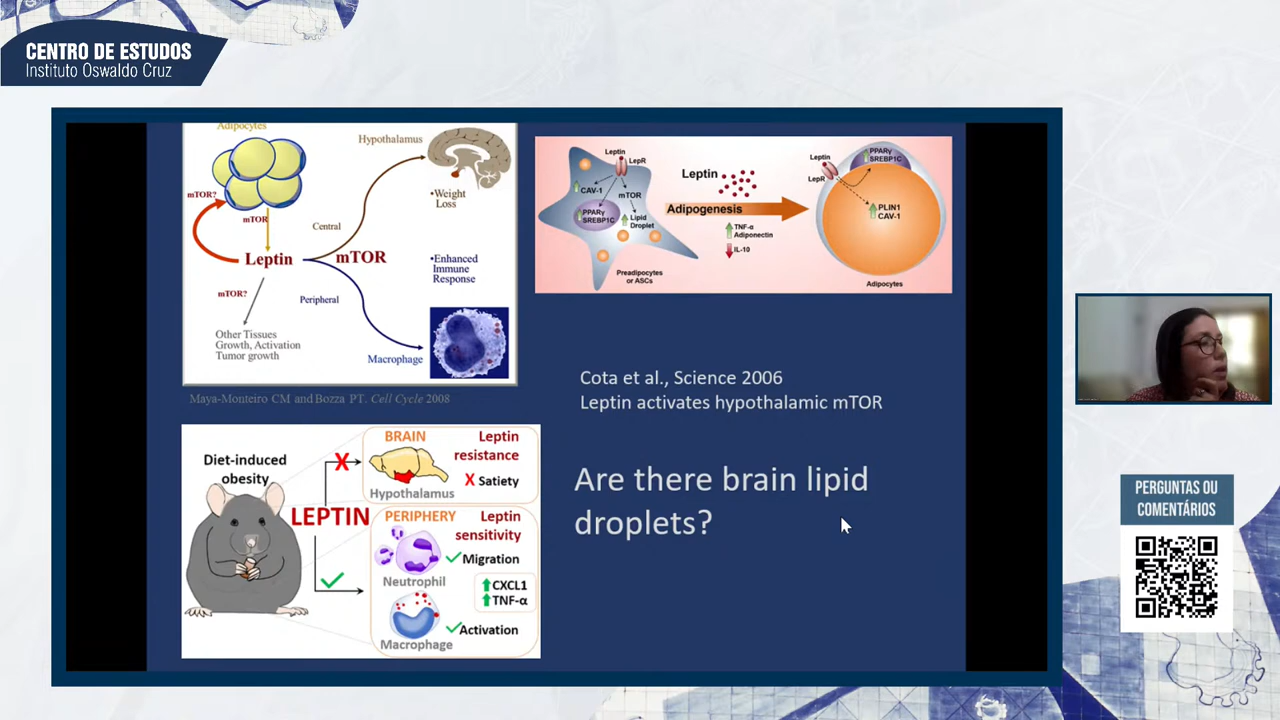 CENTRO DE ESTUDOS
Instituto Oswaldo Cruz
Adipocytes
Hypothalamus
mTOR?
mTOR
•Weight
Loss
Central
Leptin
mTOR
•Enhanced
Immune
Response
mTOR?
Peripheral
Other Tissues
Growth, Activation
Tumor growth
Macrophage
Maya-Monteiro CM and Bozza PT. Cell Cycle 2008
Leptin
LepR
CAV-1
mTOR
PPARγ
SREBP1C
Lipid
Droplet
Preadipocytes
or ASCs
Leptin
Adipogenesis
TNF-α
Adiponectin
IL-10
PPARγ
SREBP1C
Leptin
LepR
PLIN1
CAV-1
Adipocytes
Cota et al., Science 2006
Leptin activates hypothalamic mTOR
Are there brain lipid
droplets?
Diet-induced
obesity
LEPTIN
X
BRAIN
Leptin
resistance
X Satiety
Hypothalamus
PERIPHERY
Leptin
sensitivity
Migration
Neutrophil
CXCL1
TNF-α
Activation
Macrophage
PERGUNTAS OU
COMENTÁRIOS